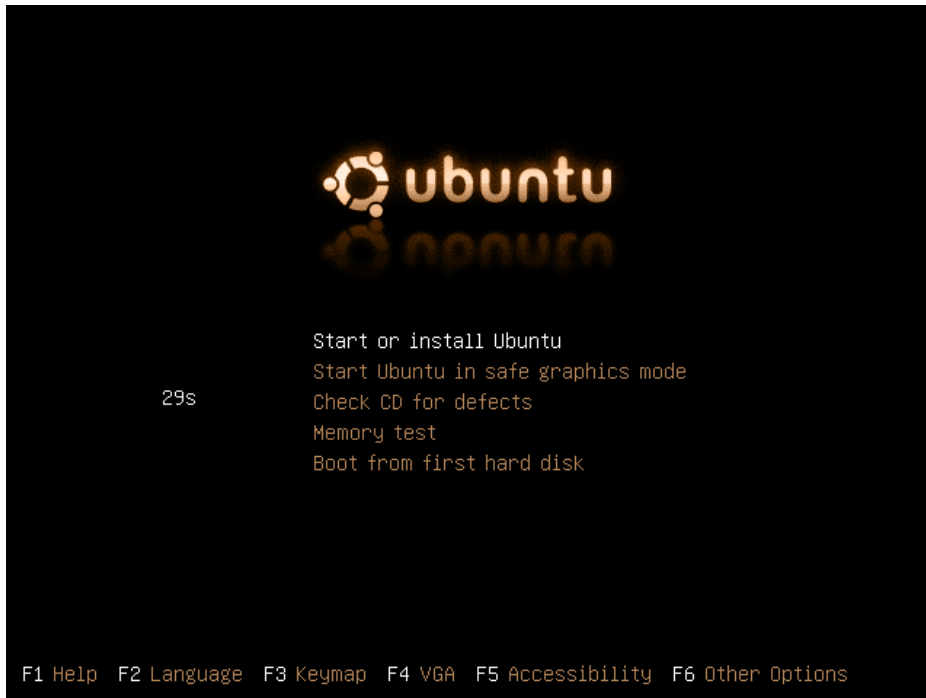 ubuntu
Start or install Ubuntu
Start Ubuntu in safe graphics mode
29s
Check CD for defects
Memory test
Boot from first hard disk
F1 Help F2 Language F3 Keymap F4 VGA F5 Accessibility F6 Other Options